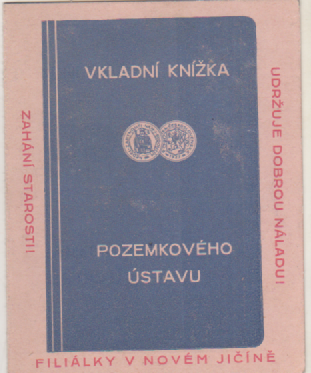 VKLADNÍ KNÍŽKA
POZEMKOVÉHO
ÚSTAVU
ZAHÁNÍ STAROSTI!
UDRŽUJE DOBROU NÁLADU!
FILIÁLKY V NOVÉM JIČÍNĚ